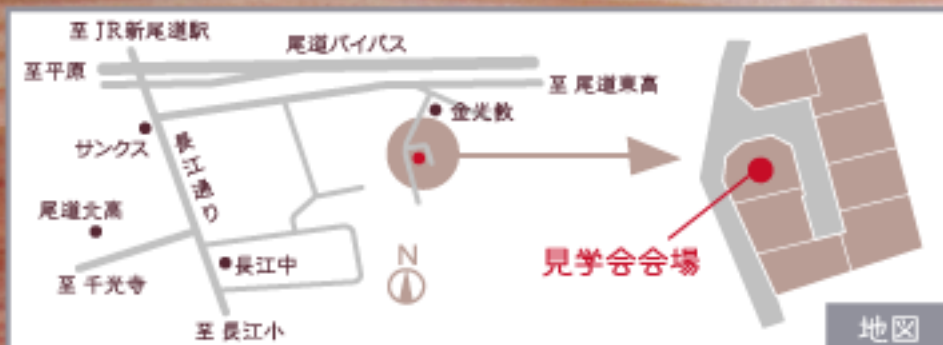 至 JR新尾道駅
尾道バイパス
至平原
至 尾道東高
金光教
サンクス
長江通り
尾道北高
長江中
至 千光寺
至 長江小
N
見学会会場
地図